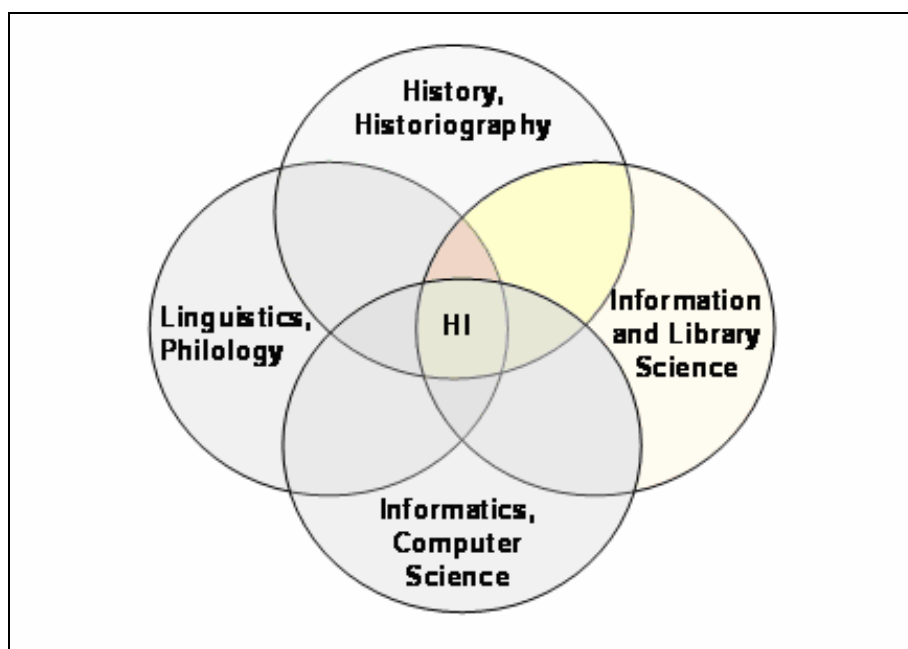 History,
Historiography
Linguistics,
Philology
HI
Information
and Library
Science
Informatics,
Computer
Science